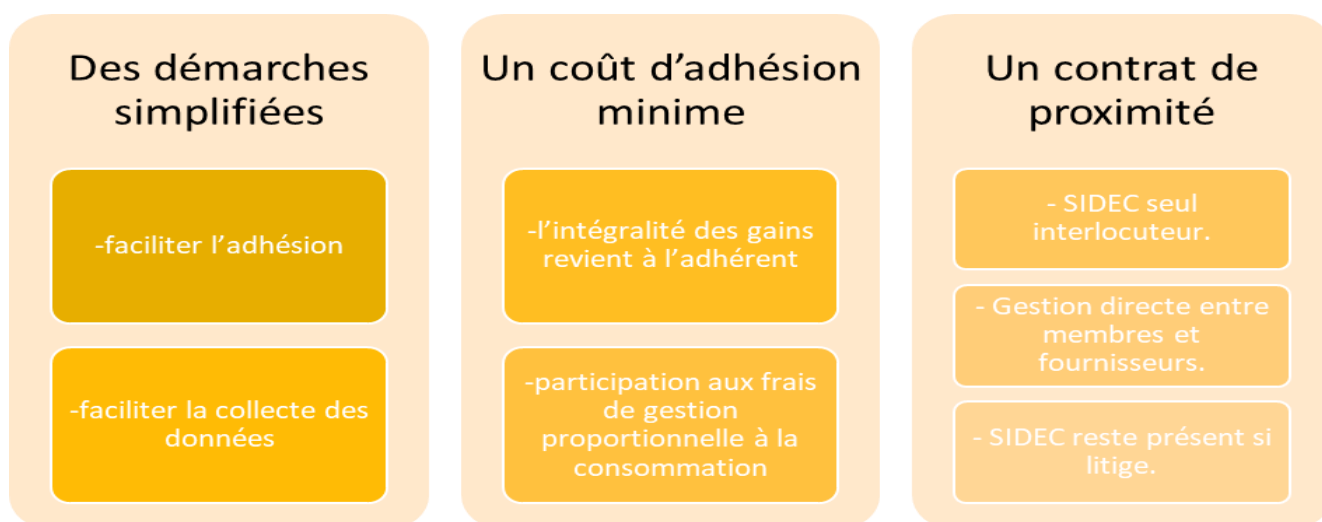 Des démarches
simplifiées
-faciliter l’adhésion
-faciliter la collecte des
données
Un coût d’adhésion
minime
-l’intégralité des gains
revient à l’adhérent
-participation aux frais
de gestion
proportionnelle à la
consommation
Un contrat de
proximité
- SIDEC seul
interlocuteur.
- Gestion directe entre
membres et
fournisseurs.
- SIDEC reste présent si
litige.